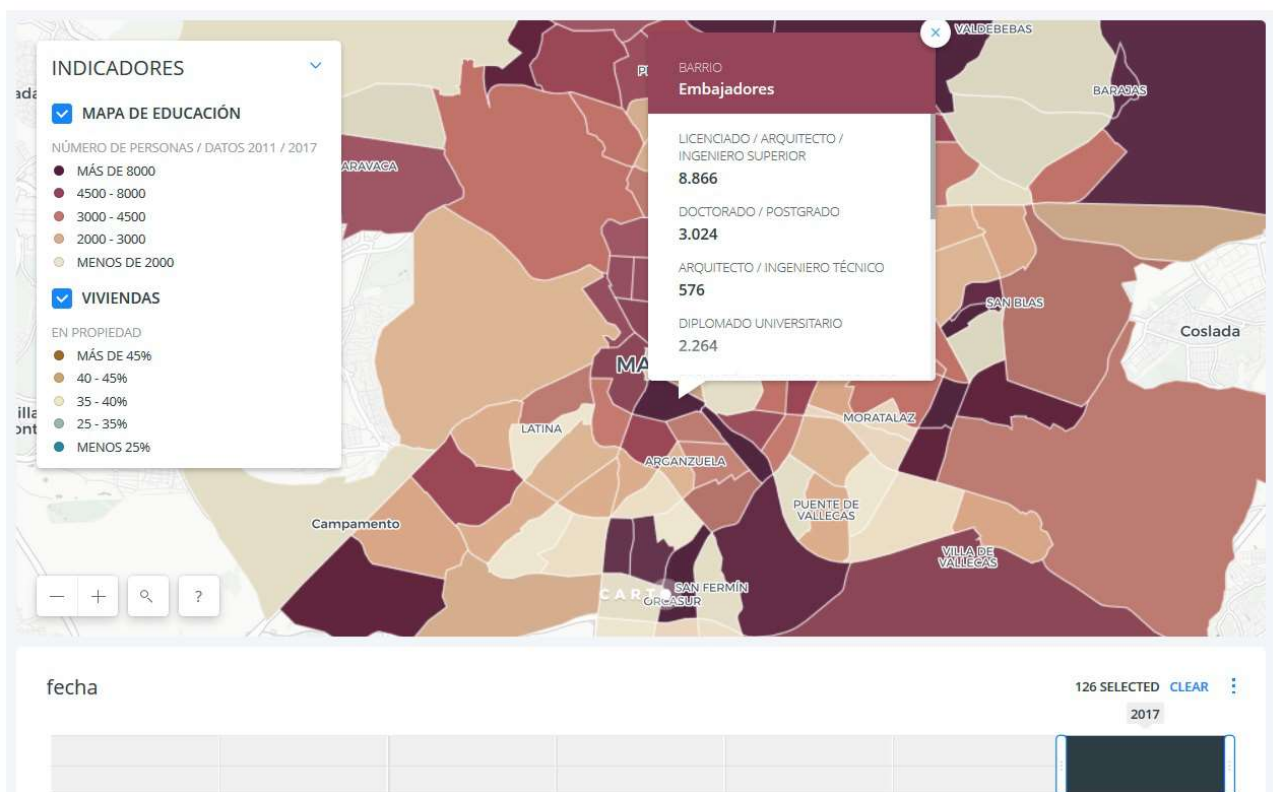 INDICADORES
MAPA DE EDUCACIÓN
NÚMERO DE PERSONAS / DATOS 2011 / 2017
MÁS DE 8000
4500 - 8000
3000 - 4500
2000 - 3000
MENOS DE 2000
VIVIENDAS
EN PROPIEDAD
MÁS DE 45%
40 - 45%
35 - 40%
25 - 35%
MENOS 25%
BARRIO
Embajadores
LICENCIADO / ARQUITECTO /
INGENIERO SUPERIOR
8.866
DOCTORADO / POSTGRADO
3.024
ARQUITECTO / INGENIERO TÉCNICO
576
DIPLOMADO UNIVERSITARIO
2.264
VALDEBEBAS
BARAJAS
ARAVACA
SAN BLAS
Coslada
MA
MORATALAZ
LATINA
ARGANZUELA
PUENTE DE
VALLECAS
Campamento
VILLA DE
VALLECAS
SAN FERMÍN
ORCASUR
CARTO
?
fecha
126 SELECTED CLEAR
2017